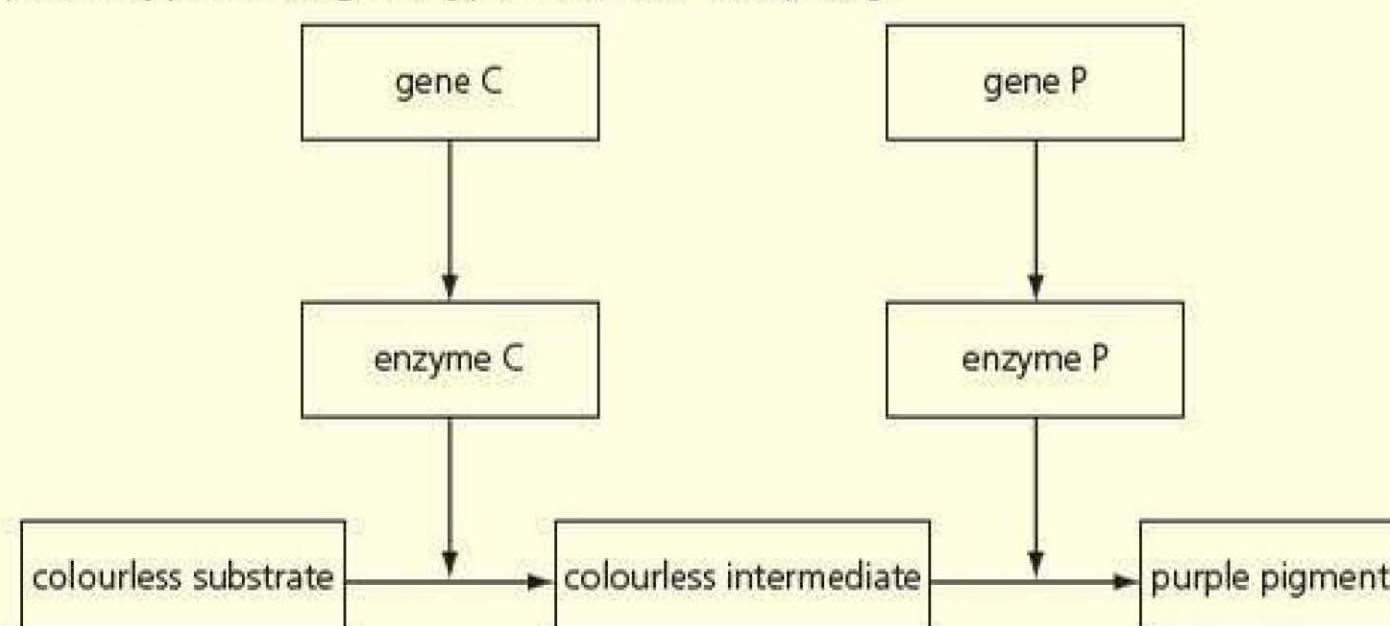 gene C
gene P
enzyme C
enzyme P
colourless substrate
colourless intermediate
purple pigment